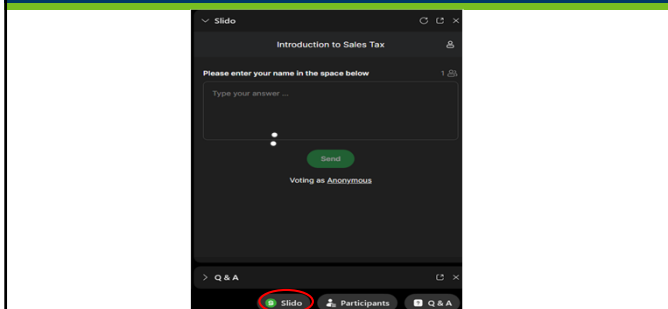 Slido
Introduction to Sales Tax
Please enter your name in the space below 1
Type your answer ...
Send
Voting as Anonymous
Q & A
Slido Participants Q & A